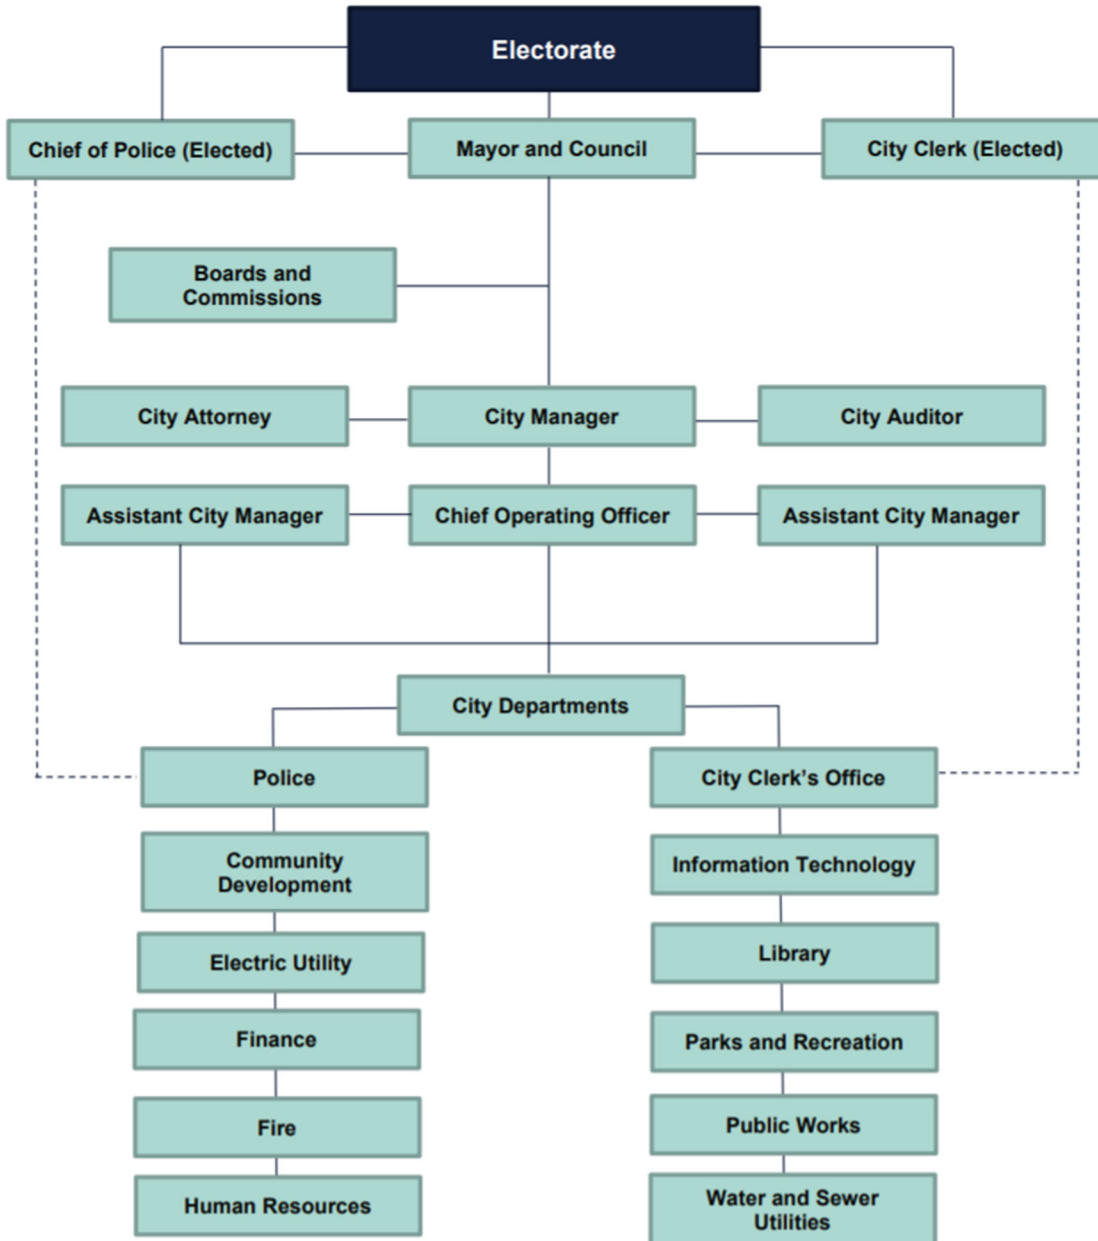 Electorate
Chief of Police (Elected)
Mayor and Council
City Clerk (Elected)
Boards and
Commissions
City Attorney
City Manager
City Auditor
Assistant City Manager
Chief Operating Officer
Assistant City Manager
City Departments
Police
City Clerk's Office
Community
Development
Information Technology
Electric Utility
Library
Finance
Parks and Recreation
Fire
Public Works
Human Resources
Water and Sewer
Utilities